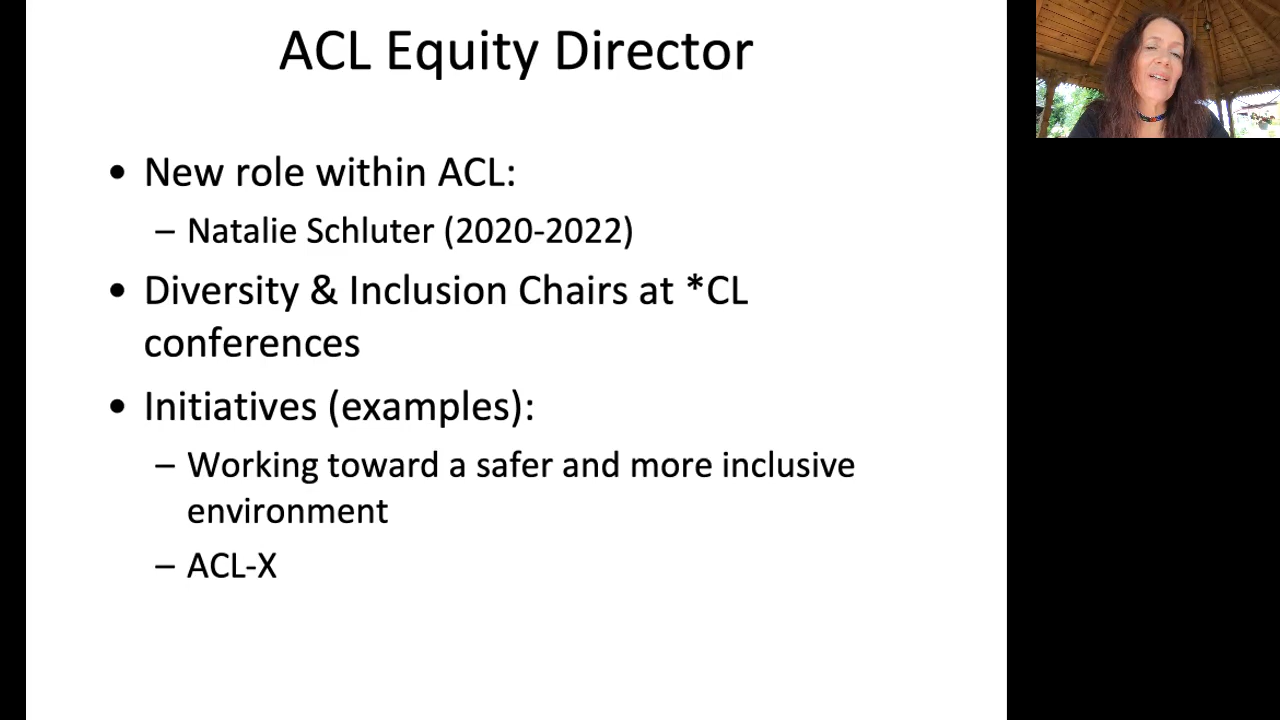 ACL Equity Director
• New role within ACL:
– Natalie Schluter (2020-2022)
• Diversity & Inclusion Chairs at *CL
conferences
• Initiatives (examples):
– Working toward a safer and more inclusive
environment
– ACL-X